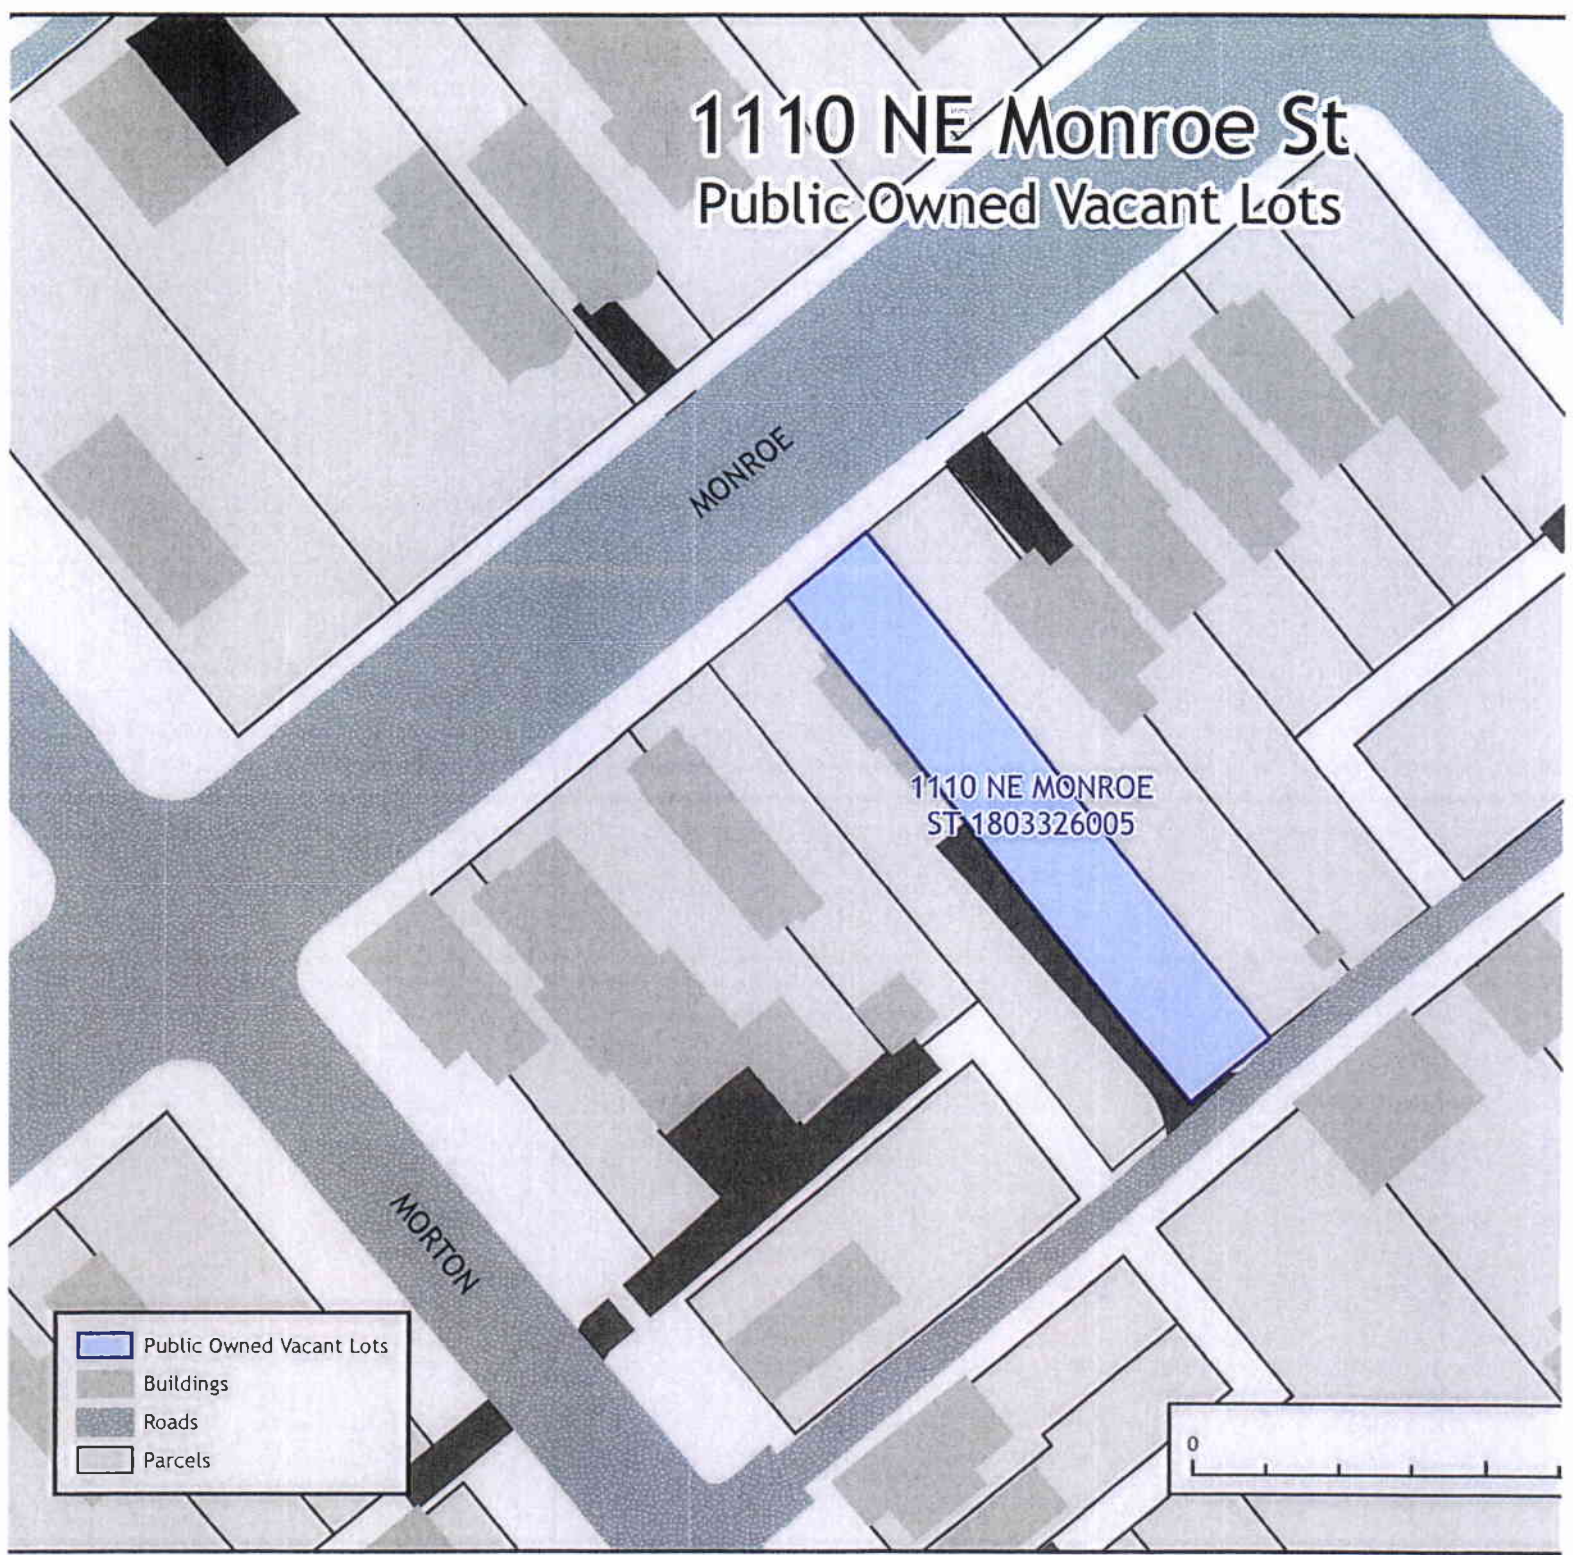 1110 NE Monroe St
Public Owned Vacant Lots
MONROE
1110 NE MONROE
ST 1803326005
MORTON
Public Owned Vacant Lots
Buildings
Roads
Parcels
0